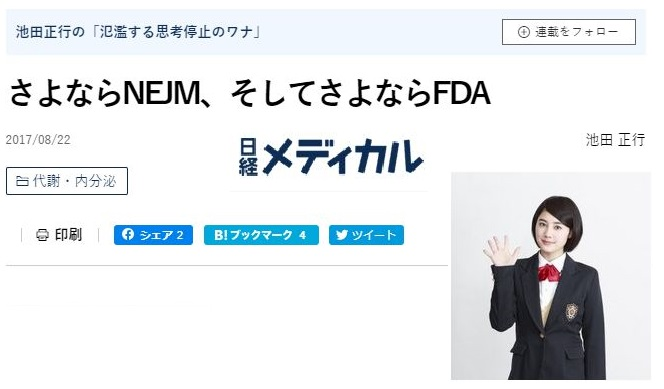 池田正行の「氾濫する思考停止のワナ」
連載をフォロー
さよならNEJM、そしてさよならFDA
2017/08/22
池田 正行
日経メディカル
代謝・内分泌
印刷
シェア 2
B!ブックマーク 4
ツイート